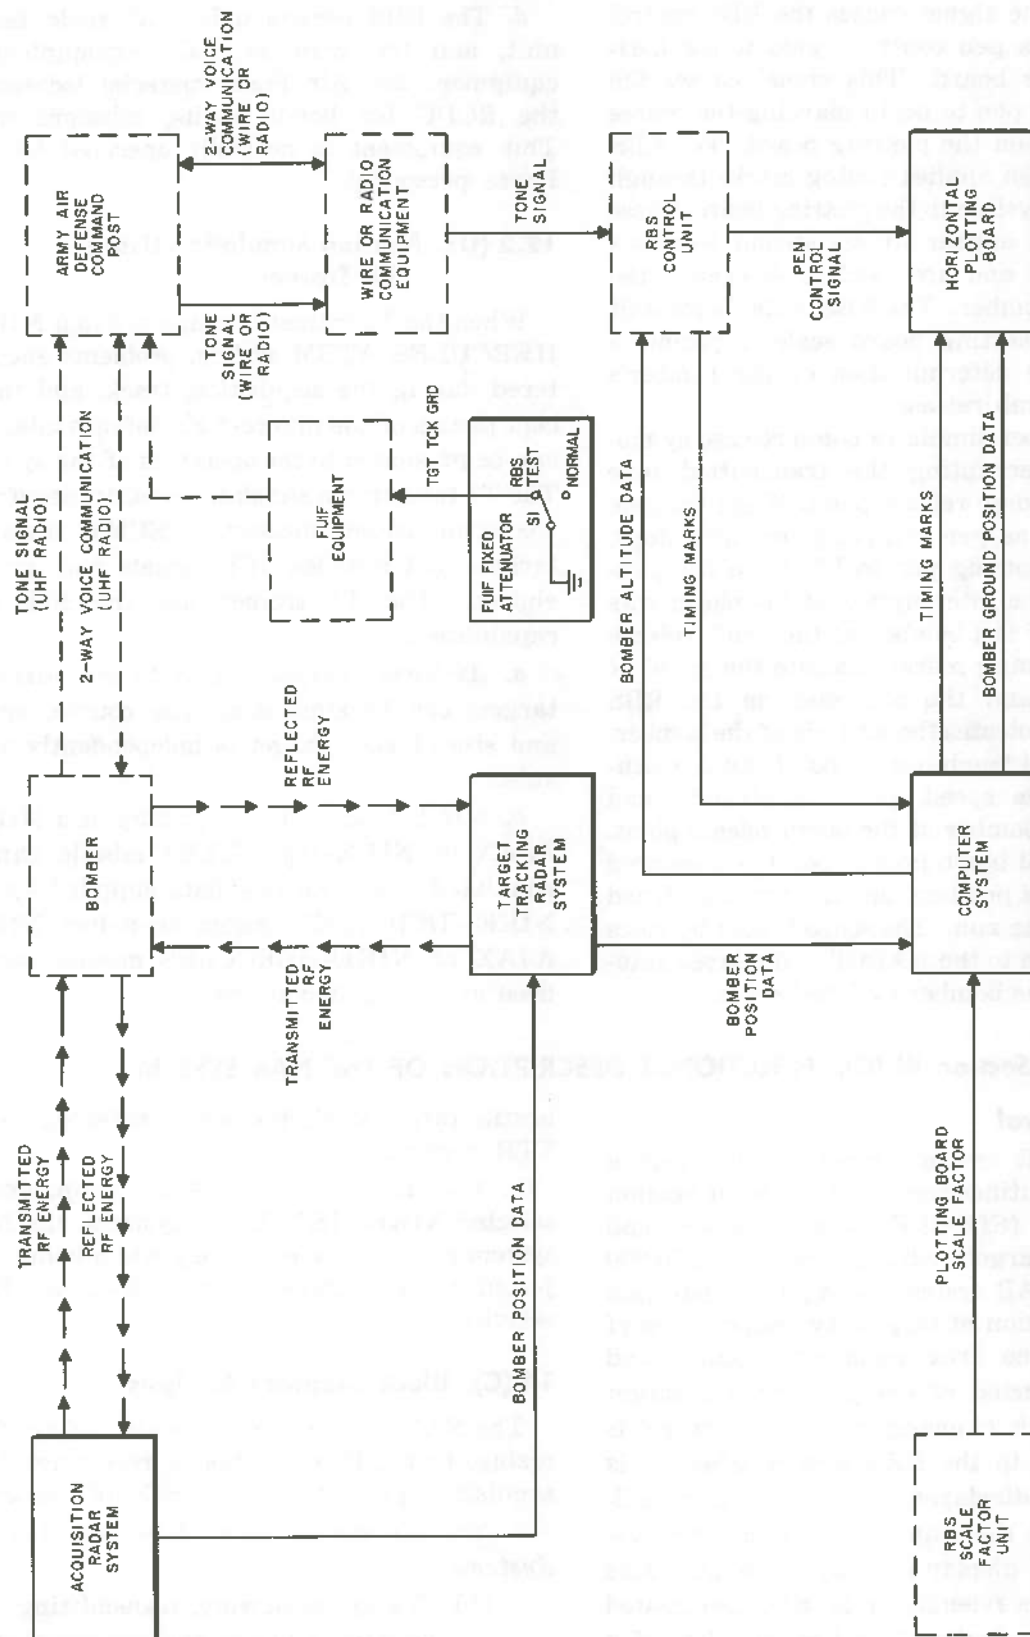 ACQUISITION
RADAR
SYSTEM
TRANSMITTED
RF ENERGY
REFLECTED
RF ENERGY
BOMBER
TONE SIGNAL
(UHF RADIO)
2-WAY VOICE COMMUNICATION
(UHF RADIO)
ARMY AIR
DEFENSE
COMMAND
POST
2-WAY VOICE
COMMUNICATION
(WIRE OR
RADIO)
TONE
SIGNAL
(WIRE OR
RADIO)
WIRE OR RADIO
COMMUNICATION
EQUIPMENT
TRANSMITTED
RF
ENERGY
REFLECTED
RF
ENERGY
FUIF
EQUIPMENT
TGT TCK GRD
FUIF FIXED
ATTENUATOR
S1
RBS
TEST
NORMAL
TONE
SIGNAL
BOMBER POSITION DATA
TARGET
TRACKING
RADAR
SYSTEM
BOMBER
POSITION
DATA
BOMBER ALTITUDE DATA
TIMING MARKS
RBS
CONTROL
UNIT
PEN
CONTROL
SIGNAL
RBS
SCALE
FACTOR
UNIT
PLOTTING BOARD
SCALE FACTOR
COMPUTER
SYSTEM
TIMING MARKS
BOMBER GROUND POSITION DATA
HORIZONTAL
PLOTTING
BOARD